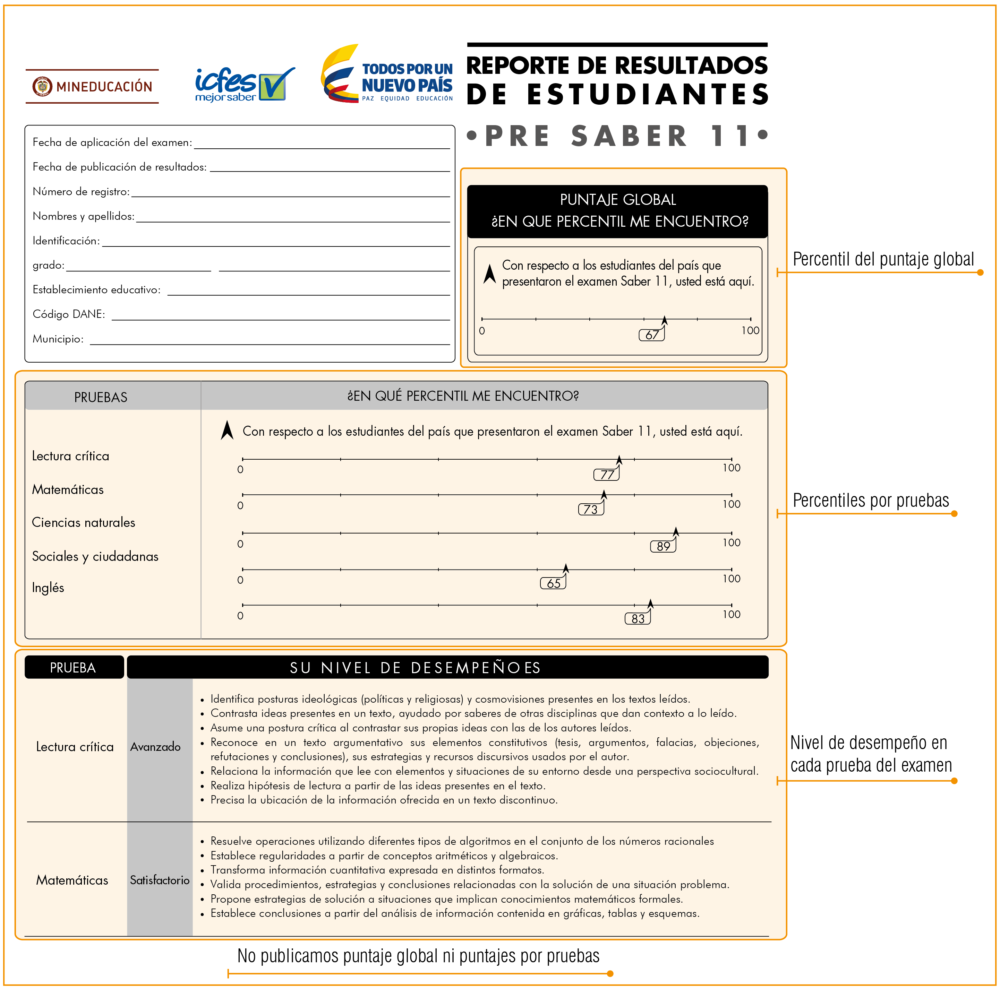 MINEDUCACIÓN
icfes
mejor saber
TODOS POR UN
NUEVO PAÍS
PAZ EQUIDAD EDUCACIÓN
REPORTE DE RESULTADOS
DE ESTUDIANTES
•PRE SABER 11•
Fecha de aplicación del examen:
Fecha de publicación de resultados:
Número de registro:
Nombres y apellidos:
Identificación:
grado:
Establecimiento educativo:
Código DANE:
Municipio:
PUNTAJE GLOBAL
¿EN QUE PERCENTIL ME ENCUENTRO?
Con respecto a los estudiantes del país que
presentaron el examen Saber 11, usted está aquí.
0 67 100
Percentil del puntaje global
PRUEBAS ¿EN QUÉ PERCENTIL ME ENCUENTRO?
Con respecto a los estudiantes del país que presentaron el examen Saber 11, usted está aquí.
Lectura crítica
0 77 100
Matemáticas
0 73 100
Ciencias naturales
0 89 100
Sociales y ciudadanas
0 65 100
Inglés
0 83 100
Percentiles por pruebas
PRUEBA SU NIVEL DE DESEMPEÑO ES
Lectura crítica
Avanzado
• Identifica posturas ideológicas (políticas y religiosas) y cosmovisiones presentes en los textos leídos.
• Contrasta ideas presentes en un texto, ayudado por saberes de otras disciplinas que dan contexto a lo leído.
• Asume una postura crítica al contrastar sus propias ideas con las de los autores leídos.
• Reconoce en un texto argumentativo sus elementos constitutivos (tesis, argumentos, falacias, objeciones,
refutaciones y conclusiones), sus estrategias y recursos discursivos usados por el autor.
• Relaciona la información que lee con elementos y situaciones de su entorno desde una perspectiva sociocultural.
• Realiza hipótesis de lectura a partir de las ideas presentes en el texto.
• Precisa la ubicación de la información ofrecida en un texto discontinuo.
Nivel de desempeño en
cada prueba del examen
Matemáticas
Satisfactorio
• Resuelve operaciones utilizando diferentes tipos de algoritmos en el conjunto de los números racionales
• Establece regularidades a partir de conceptos aritméticos y algebraicos.
• Transforma información cuantitativa expresada en distintos formatos.
• Valida procedimientos, estrategias y conclusiones relacionadas con la solución de una situación problema.
• Propone estrategias de solución a situaciones que implican conocimientos matemáticos formales.
• Establece conclusiones a partir del análisis de información contenida en gráficas, tablas y esquemas.
No publicamos puntaje global ni puntajes por pruebas